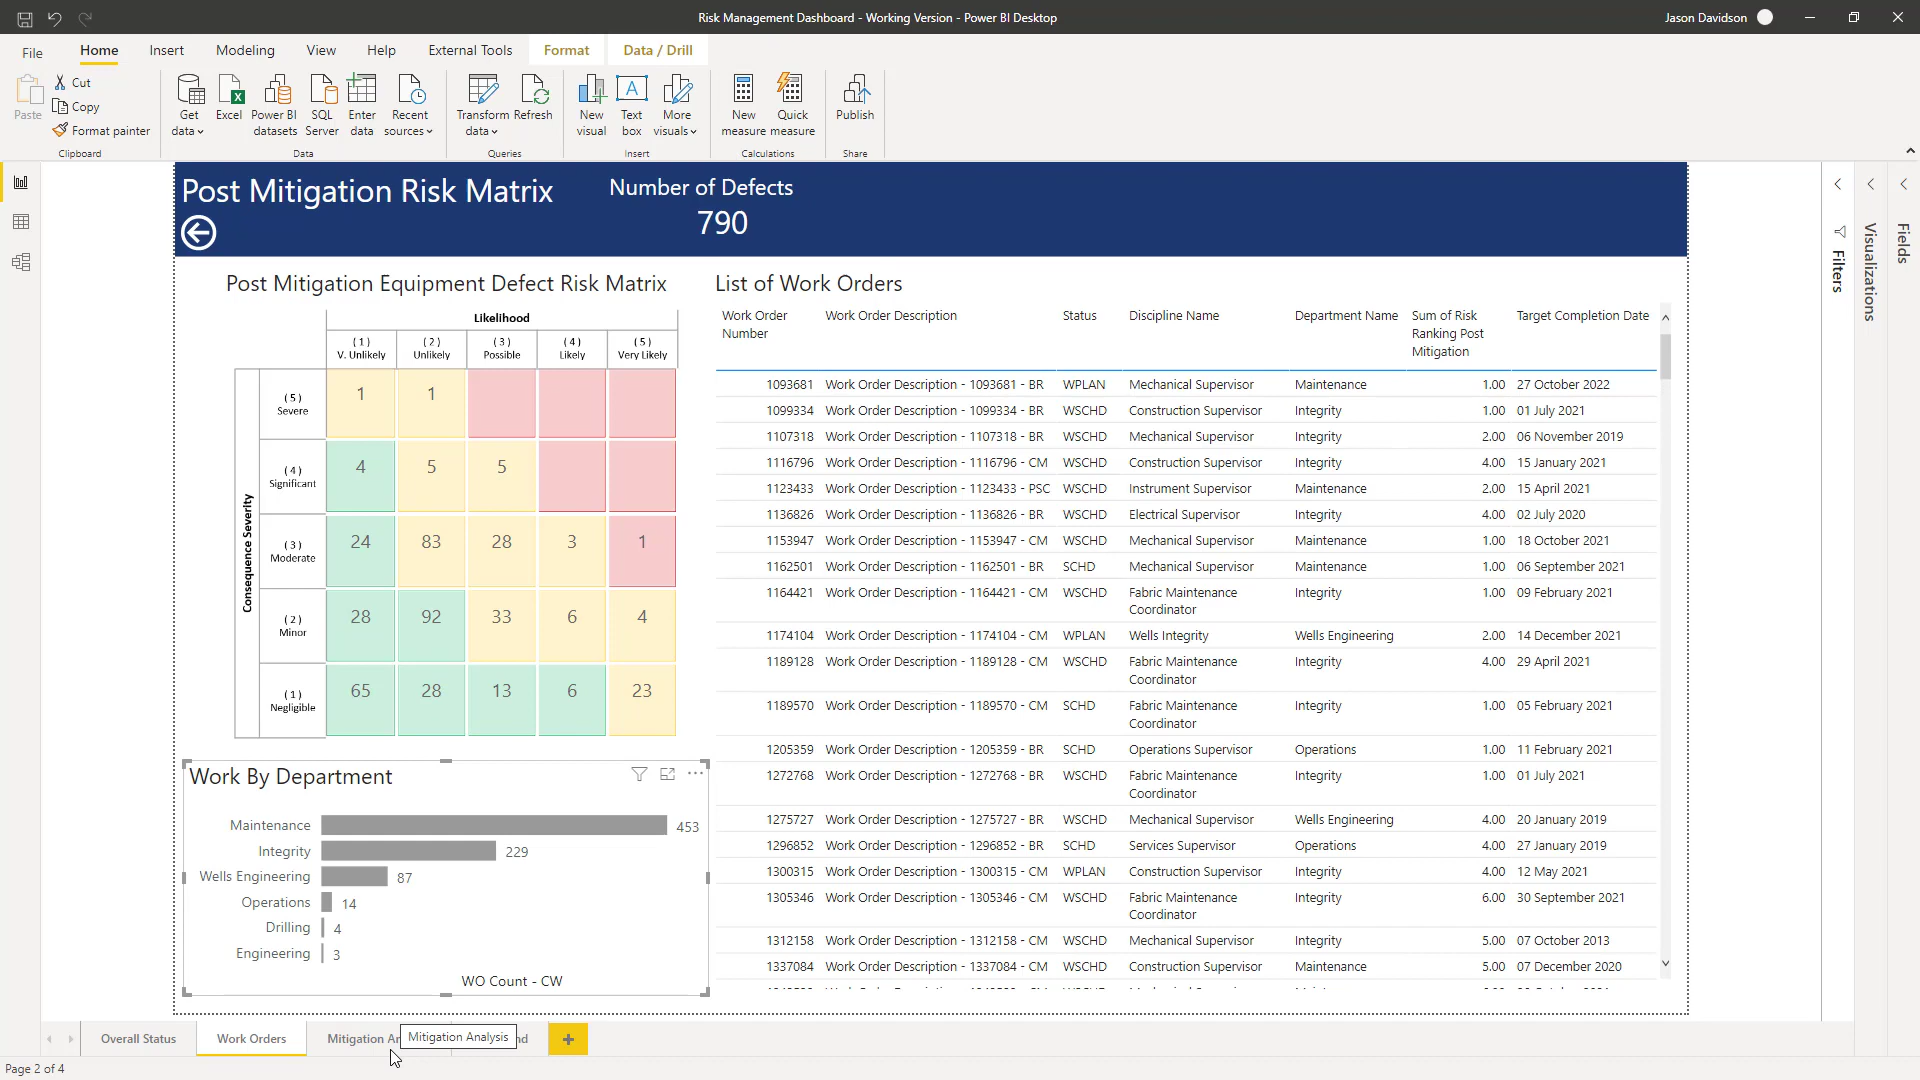 Risk Management Dashboard - Working Version - Power BI Desktop
Jason Davidson
File
Home
Insert
Modeling
View
Help
External Tools
Format
Data / Drill
Paste
Cut
Copy
Format painter
Clipboard
Get data
Excel
Power BI datasets
SQL Server
Enter data
Recent sources
Data
Transform data
Refresh
Queries
New visual
Text box
More visuals
Insert
New measure
Quick measure
Calculations
Publish
Share
Post Mitigation Risk Matrix
Number of Defects
790
Filters
Visualizations
Fields
Post Mitigation Equipment Defect Risk Matrix
Likelihood
( 1 ) V. Unlikely
( 2 ) Unlikely
( 3 ) Possible
( 4 ) Likely
( 5 ) Very Likely
Consequence Severity
( 5 ) Severe 1 1
( 4 ) Significant 4 5 5
( 3 ) Moderate 24 83 28 3 1
( 2 ) Minor 28 92 33 6 4
( 1 ) Negligible 65 28 13 6 23
Work By Department
Maintenance 453
Integrity 229
Wells Engineering 87
Operations 14
Drilling 4
Engineering 3
WO Count - CW
List of Work Orders
Work Order Number Work Order Description Status Discipline Name Department Name Sum of Risk Ranking Post Mitigation Target Completion Date
1093681 Work Order Description - 1093681 - BR WPLAN Mechanical Supervisor Maintenance 1.00 27 October 2022
1099334 Work Order Description - 1099334 - BR WSCHD Construction Supervisor Integrity 1.00 01 July 2021
1107318 Work Order Description - 1107318 - BR WSCHD Mechanical Supervisor Integrity 2.00 06 November 2019
1116796 Work Order Description - 1116796 - CM WSCHD Construction Supervisor Integrity 4.00 15 January 2021
1123433 Work Order Description - 1123433 - PSC WSCHD Instrument Supervisor Maintenance 2.00 15 April 2021
1136826 Work Order Description - 1136826 - BR WSCHD Electrical Supervisor Integrity 4.00 02 July 2020
1153947 Work Order Description - 1153947 - CM WSCHD Mechanical Supervisor Maintenance 1.00 18 October 2021
1162501 Work Order Description - 1162501 - BR SCHD Mechanical Supervisor Maintenance 1.00 06 September 2021
1164421 Work Order Description - 1164421 - CM WSCHD Fabric Maintenance Coordinator Integrity 1.00 09 February 2021
1174104 Work Order Description - 1174104 - CM WPLAN Wells Integrity Wells Engineering 2.00 14 December 2021
1189128 Work Order Description - 1189128 - CM WSCHD Fabric Maintenance Coordinator Integrity 4.00 29 April 2021
1189570 Work Order Description - 1189570 - CM SCHD Fabric Maintenance Coordinator Integrity 1.00 05 February 2021
1205359 Work Order Description - 1205359 - BR SCHD Operations Supervisor Operations 1.00 11 February 2021
1272768 Work Order Description - 1272768 - BR WSCHD Fabric Maintenance Coordinator Integrity 1.00 01 July 2021
1275727 Work Order Description - 1275727 - BR WSCHD Mechanical Supervisor Wells Engineering 4.00 20 January 2019
1296852 Work Order Description - 1296852 - BR SCHD Services Supervisor Operations 4.00 27 January 2019
1300315 Work Order Description - 1300315 - CM WPLAN Construction Supervisor Integrity 4.00 12 May 2021
1305346 Work Order Description - 1305346 - CM WSCHD Fabric Maintenance Coordinator Integrity 6.00 30 September 2021
1312158 Work Order Description - 1312158 - CM WSCHD Mechanical Supervisor Integrity 5.00 07 October 2013
1337084 Work Order Description - 1337084 - CM WSCHD Construction Supervisor Maintenance 5.00 07 December 2020
Overall Status
Work Orders
Mitigation An
Mitigation Analysis
nd
Page 2 of 4